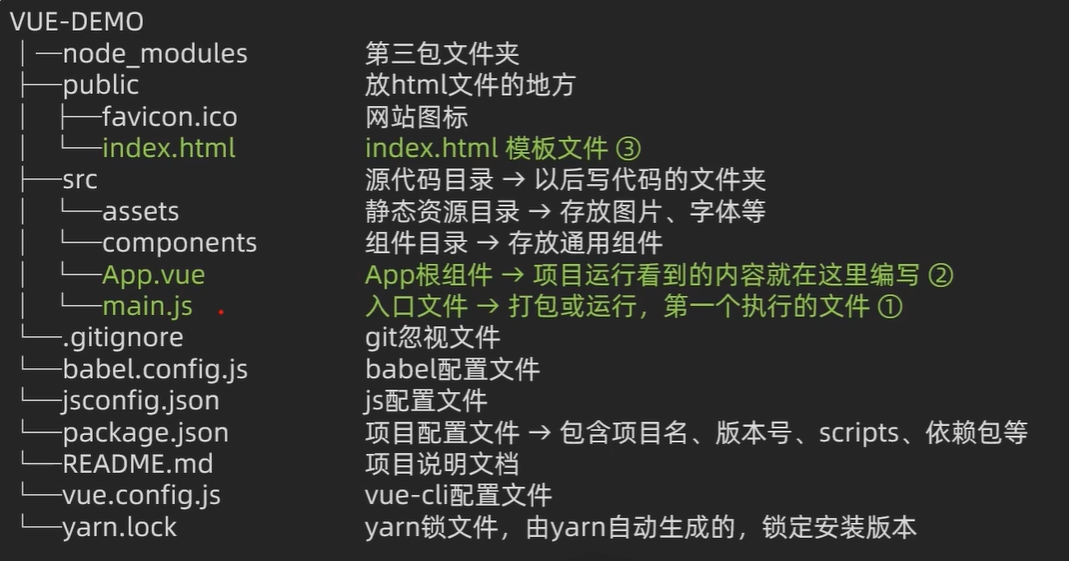 VUE-DEMO
│─node_modules 第三包文件夹
├─public 放html文件的地方
│ ├─favicon.ico 网站图标
│ └─index.html index.html 模板文件 ③
├─src 源代码目录 → 以后写代码的文件夹
│ └─assets 静态资源目录 → 存放图片、字体等
│ └─components 组件目录 → 存放通用组件
│ └─App.vue App根组件 → 项目运行看到的内容就在这里编写 ②
│ └─main.js 入口文件 → 打包或运行，第一个执行的文件 ①
└─.gitignore git忽视文件
└─babel.config.js babel配置文件
└─jsconfig.json js配置文件
└─package.json 项目配置文件 → 包含项目名、版本号、scripts、依赖包等
└─README.md 项目说明文档
└─vue.config.js vue-cli配置文件
└─yarn.lock yarn锁文件，由yarn自动生成的，锁定安装版本